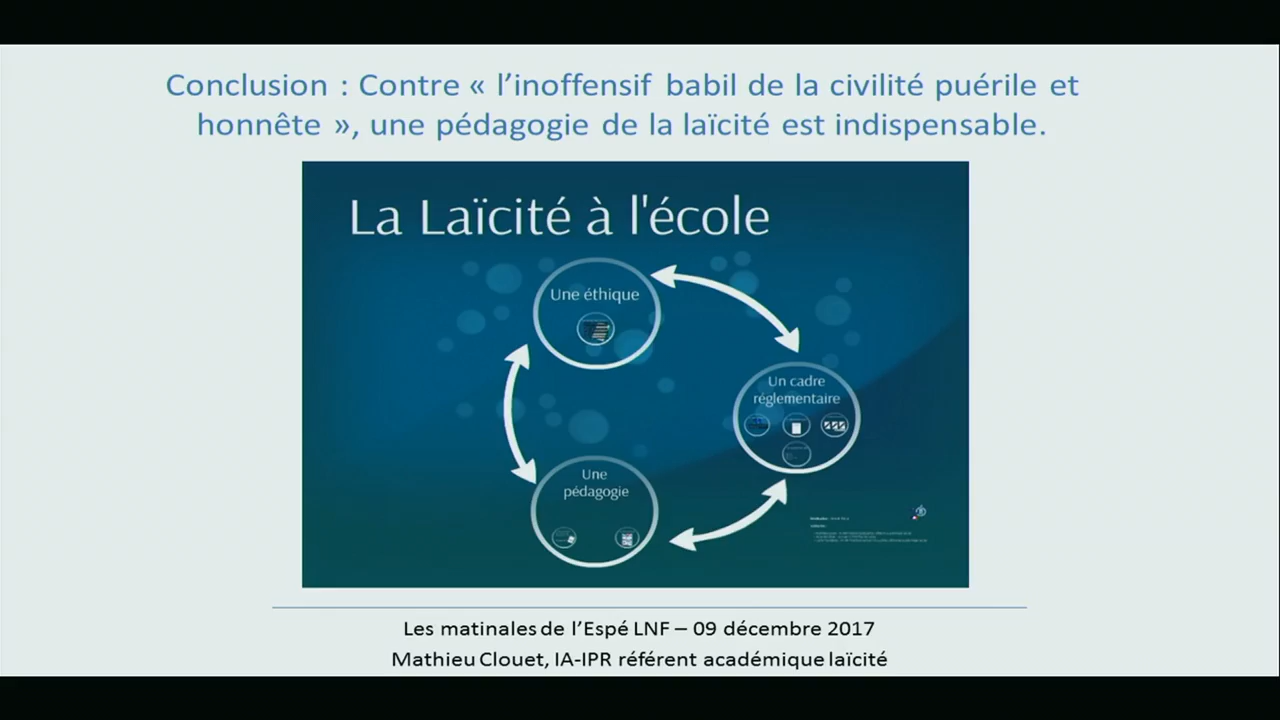 Conclusion : Contre « l’inoffensif babil de la civilité puérile et
honnête », une pédagogie de la laïcité est indispensable.
La Laïcité à l'école
Une éthique
Un cadre
réglementaire
Une
pédagogie
Les matinales de l’Espé LNF – 09 décembre 2017
Mathieu Clouet, IA-IPR référent académique laïcité